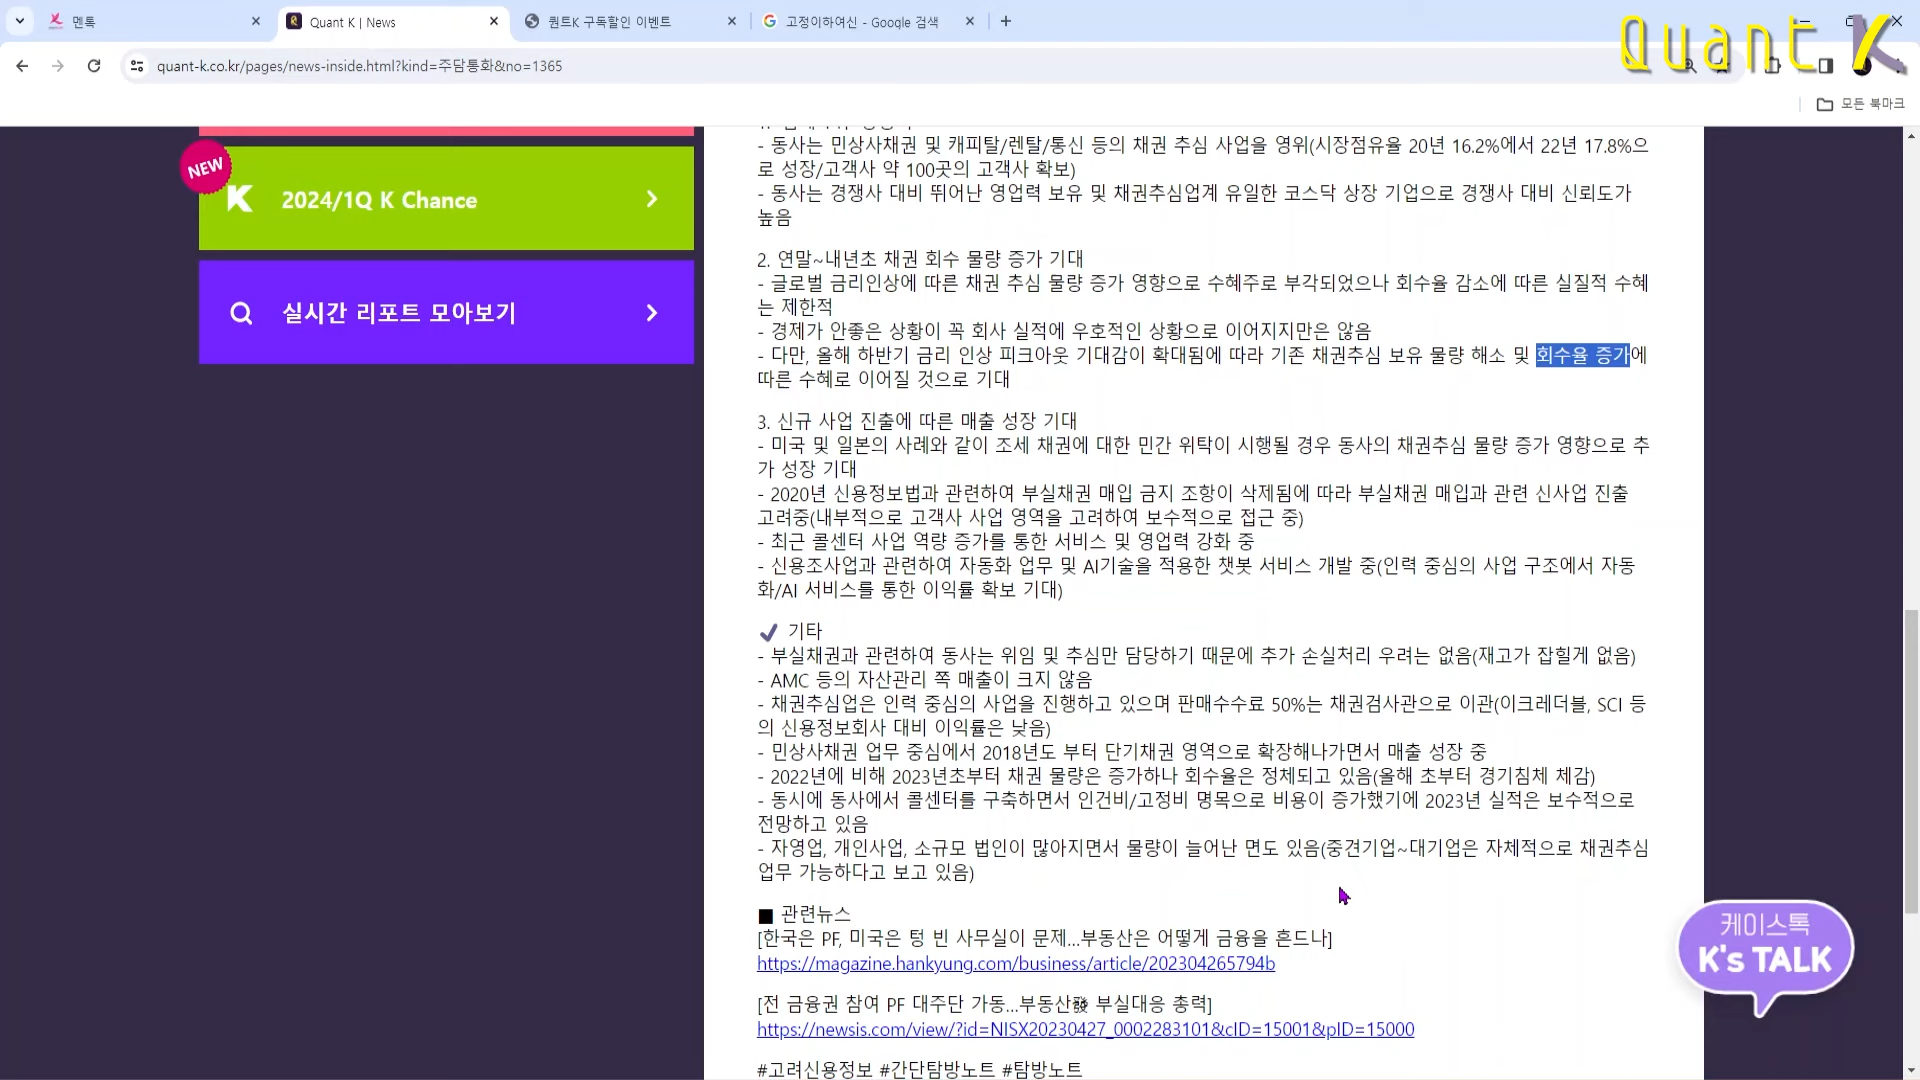 멘톡
Quant K | News
퀀트K 구독할인 이벤트
고정이하여신 - Google 검색
Quant K
quant-k.co.kr/pages/news-inside.html?kind=주담통화&no=1365
모든 북마크
NEW
K 2024/1Q K Chance
실시간 리포트 모아보기
- 동사는 민상사채권 및 캐피탈/렌탈/통신 등의 채권 추심 사업을 영위(시장점유율 20년 16.2%에서 22년 17.8%으
로 성장/고객사 약 100곳의 고객사 확보)
- 동사는 경쟁사 대비 뛰어난 영업력 보유 및 채권추심업계 유일한 코스닥 상장 기업으로 경쟁사 대비 신뢰도가
높음
2. 연말~내년초 채권 회수 물량 증가 기대
- 글로벌 금리인상에 따른 채권 추심 물량 증가 영향으로 수혜주로 부각되었으나 회수율 감소에 따른 실질적 수혜
는 제한적
- 경제가 안좋은 상황이 꼭 회사 실적에 우호적인 상황으로 이어지지만은 않음
- 다만, 올해 하반기 금리 인상 피크아웃 기대감이 확대됨에 따라 기존 채권추심 보유 물량 해소 및 회수율 증가에
따른 수혜로 이어질 것으로 기대
3. 신규 사업 진출에 따른 매출 성장 기대
- 미국 및 일본의 사례와 같이 조세 채권에 대한 민간 위탁이 시행될 경우 동사의 채권추심 물량 증가 영향으로 추
가 성장 기대
- 2020년 신용정보법과 관련하여 부실채권 매입 금지 조항이 삭제됨에 따라 부실채권 매입과 관련 신사업 진출
고려중(내부적으로 고객사 사업 영역을 고려하여 보수적으로 접근 중)
- 최근 콜센터 사업 역량 증가를 통한 서비스 및 영업력 강화 중
- 신용조사업과 관련하여 자동화 업무 및 AI기술을 적용한 챗봇 서비스 개발 중(인력 중심의 사업 구조에서 자동
화/AI 서비스를 통한 이익률 확보 기대)
기타
- 부실채권과 관련하여 동사는 위임 및 추심만 담당하기 때문에 추가 손실처리 우려는 없음(재고가 잡힐게 없음)
- AMC 등의 자산관리 쪽 매출이 크지 않음
- 채권추심업은 인력 중심의 사업을 진행하고 있으며 판매수수료 50%는 채권검사관으로 이관(이크레더블, SCI 등
의 신용정보회사 대비 이익률은 낮음)
- 민상사채권 업무 중심에서 2018년도 부터 단기채권 영역으로 확장해나가면서 매출 성장 중
- 2022년에 비해 2023년초부터 채권 물량은 증가하나 회수율은 정체되고 있음(올해 초부터 경기침체 체감)
- 동시에 동사에서 콜센터를 구축하면서 인건비/고정비 명목으로 비용이 증가했기에 2023년 실적은 보수적으로
전망하고 있음
- 자영업, 개인사업, 소규모 법인이 많아지면서 물량이 늘어난 면도 있음(중견기업~대기업은 자체적으로 채권추심
업무 가능하다고 보고 있음)
■ 관련뉴스
[한국은 PF, 미국은 텅 빈 사무실이 문제...부동산은 어떻게 금융을 흔드나]
https://magazine.hankyung.com/business/article/202304265794b
[전 금융권 참여 PF 대주단 가동...부동산發 부실대응 총력]
https://newsis.com/view/?id=NISX20230427_0002283101&cID=15001&pID=15000
#고려신용정보 #간단탐방노트 #탐방노트
케이스톡
K's TALK